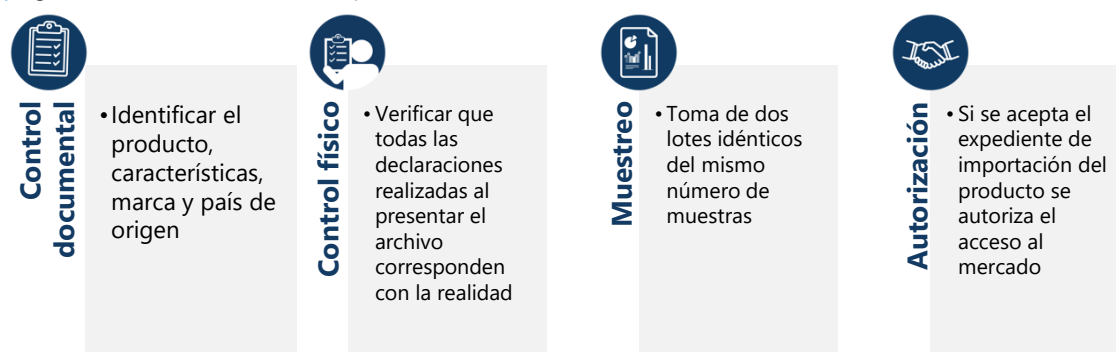 Control
documental
• Identificar el
producto,
características,
marca y país de
origen
Control físico
• Verificar que
todas las
declaraciones
realizadas al
presentar el
archivo
corresponden
con la realidad
Muestreo
• Toma de dos
lotes idénticos
del mismo
número de
muestras
Autorización
• Si se acepta el
expediente de
importación del
producto se
autoriza el
acceso al
mercado